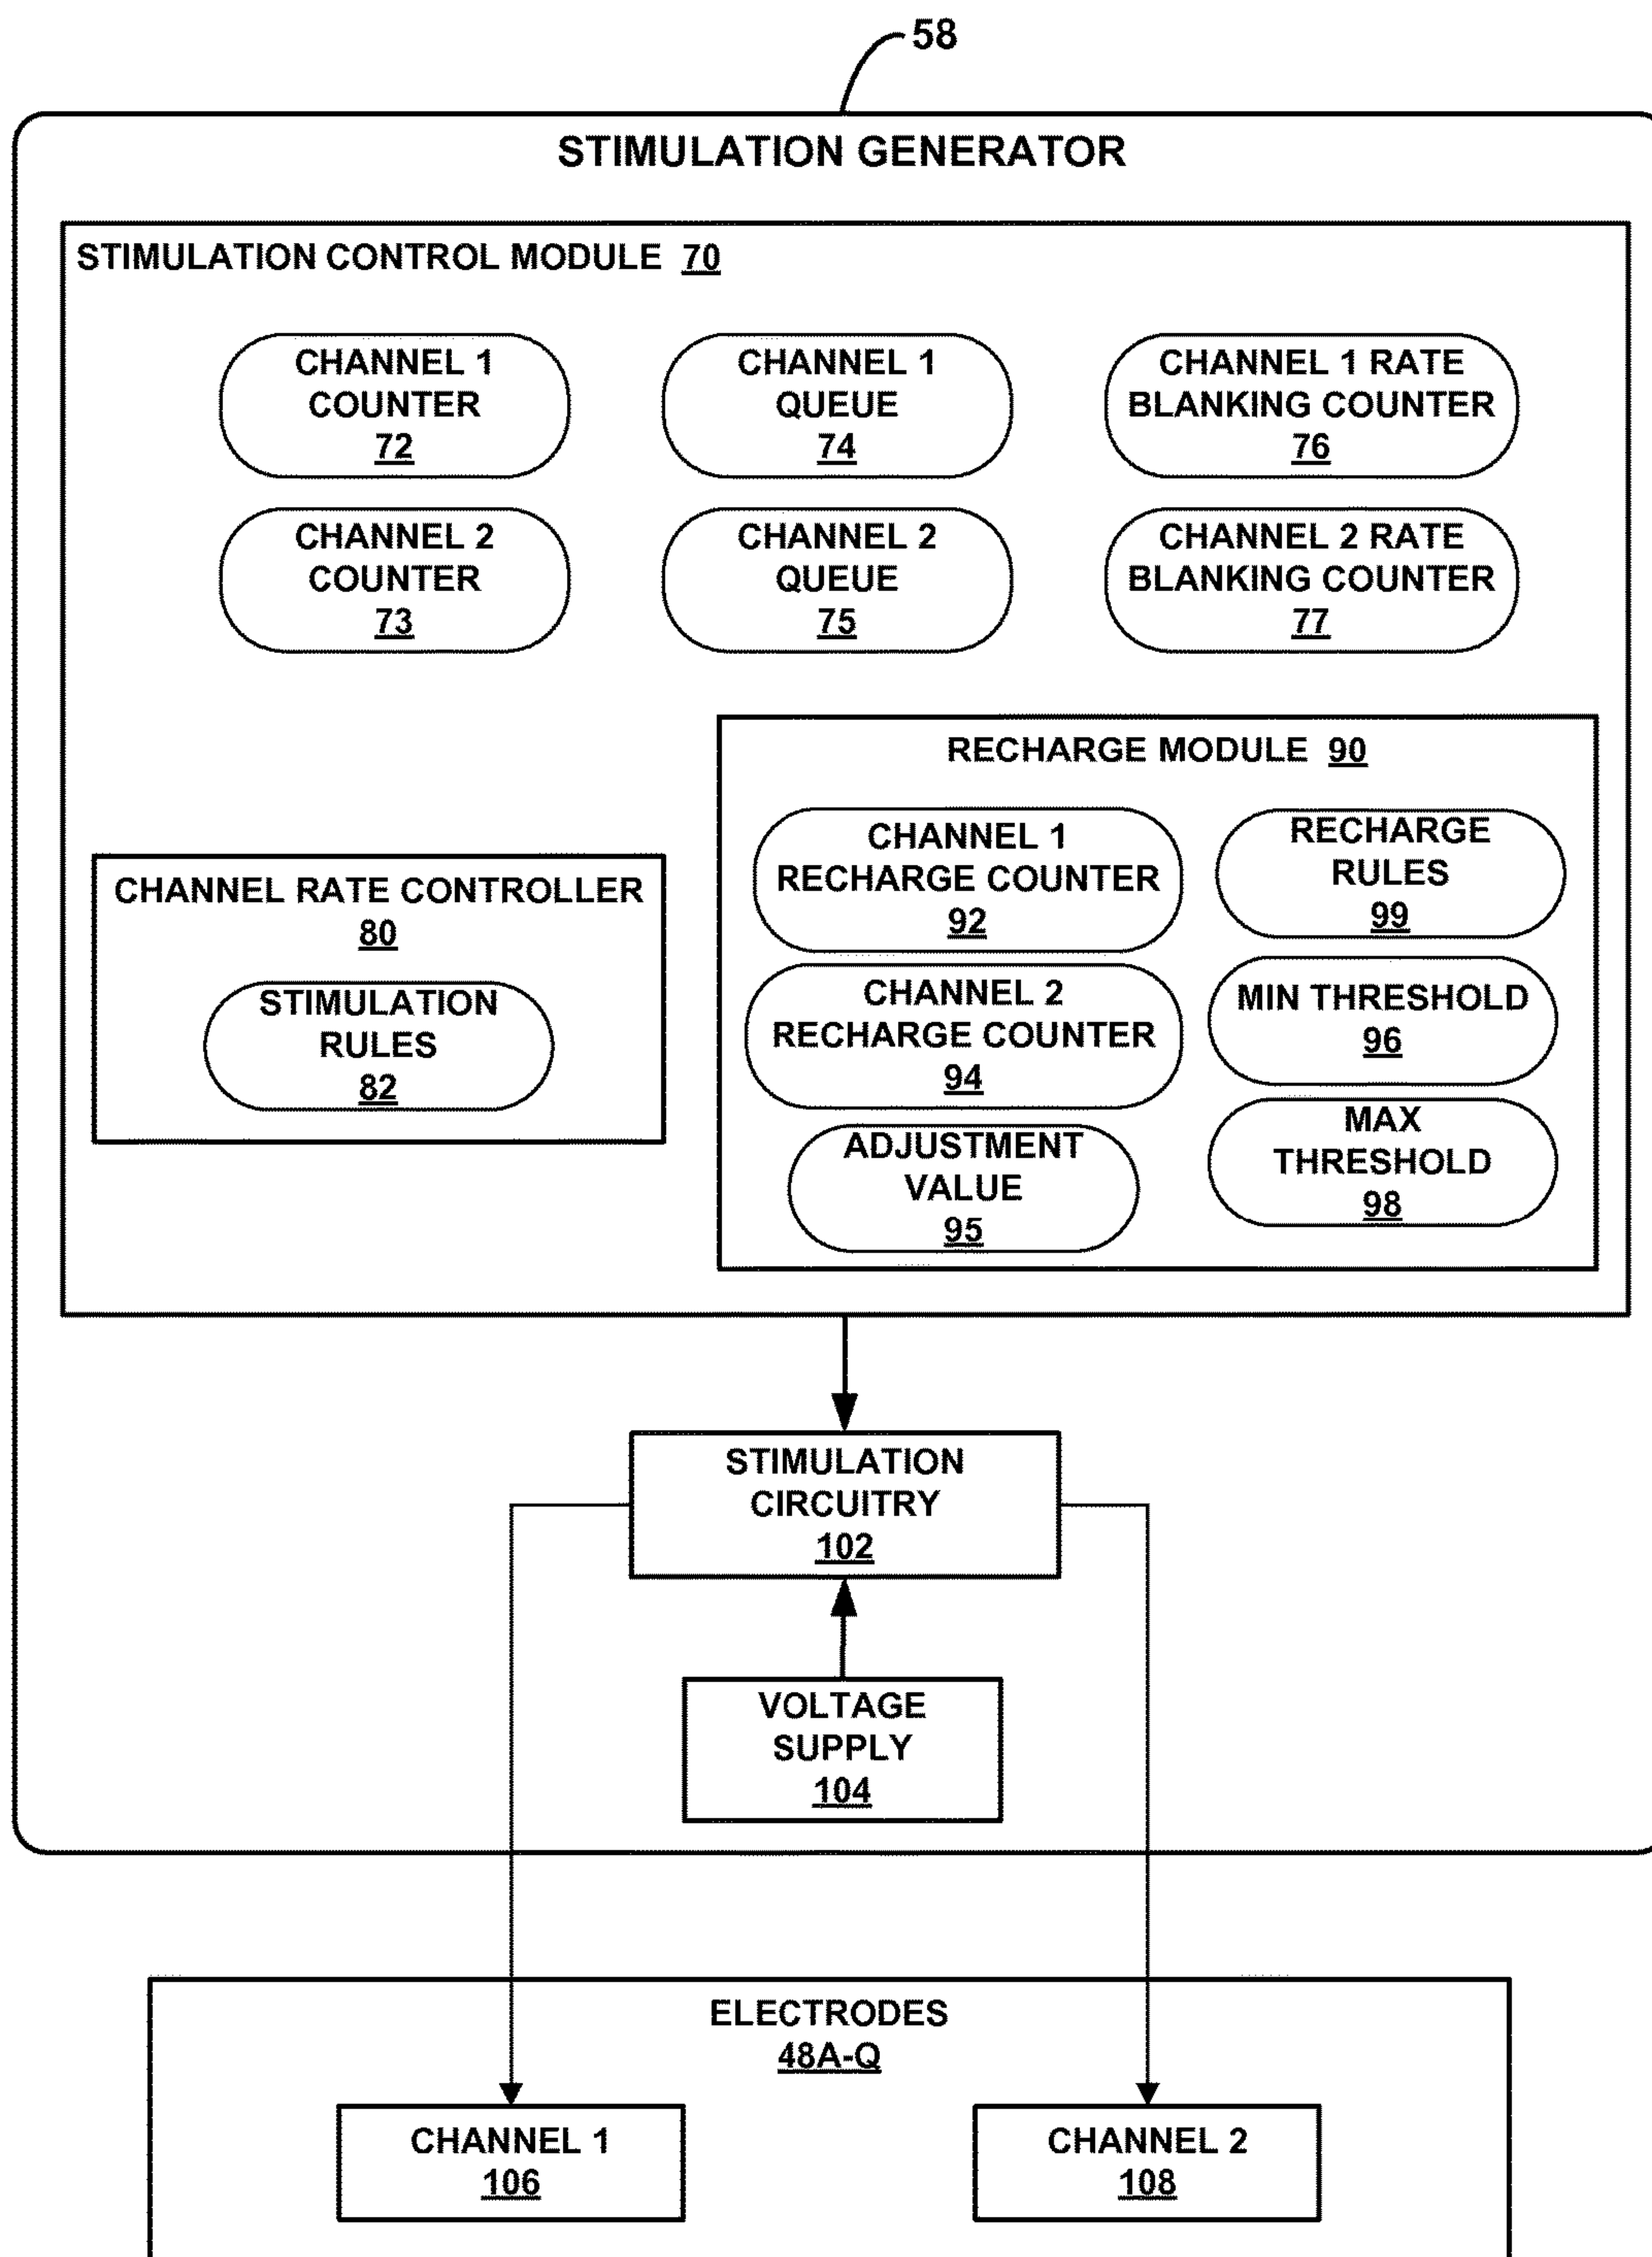 58
STIMULATION GENERATOR
STIMULATION CONTROL MODULE 70
CHANNEL 1
COUNTER
72
CHANNEL 1
QUEUE
74
CHANNEL 1 RATE
BLANKING COUNTER
76
CHANNEL 2
COUNTER
73
CHANNEL 2
QUEUE
75
CHANNEL 2 RATE
BLANKING COUNTER
77
CHANNEL RATE CONTROLLER
80
STIMULATION
RULES
82
RECHARGE MODULE 90
CHANNEL 1
RECHARGE COUNTER
92
RECHARGE
RULES
99
CHANNEL 2
RECHARGE COUNTER
94
MIN THRESHOLD
96
ADJUSTMENT
VALUE
95
MAX
THRESHOLD
98
STIMULATION
CIRCUITRY
102
VOLTAGE
SUPPLY
104
ELECTRODES
48A-Q
CHANNEL 1
106
CHANNEL 2
108